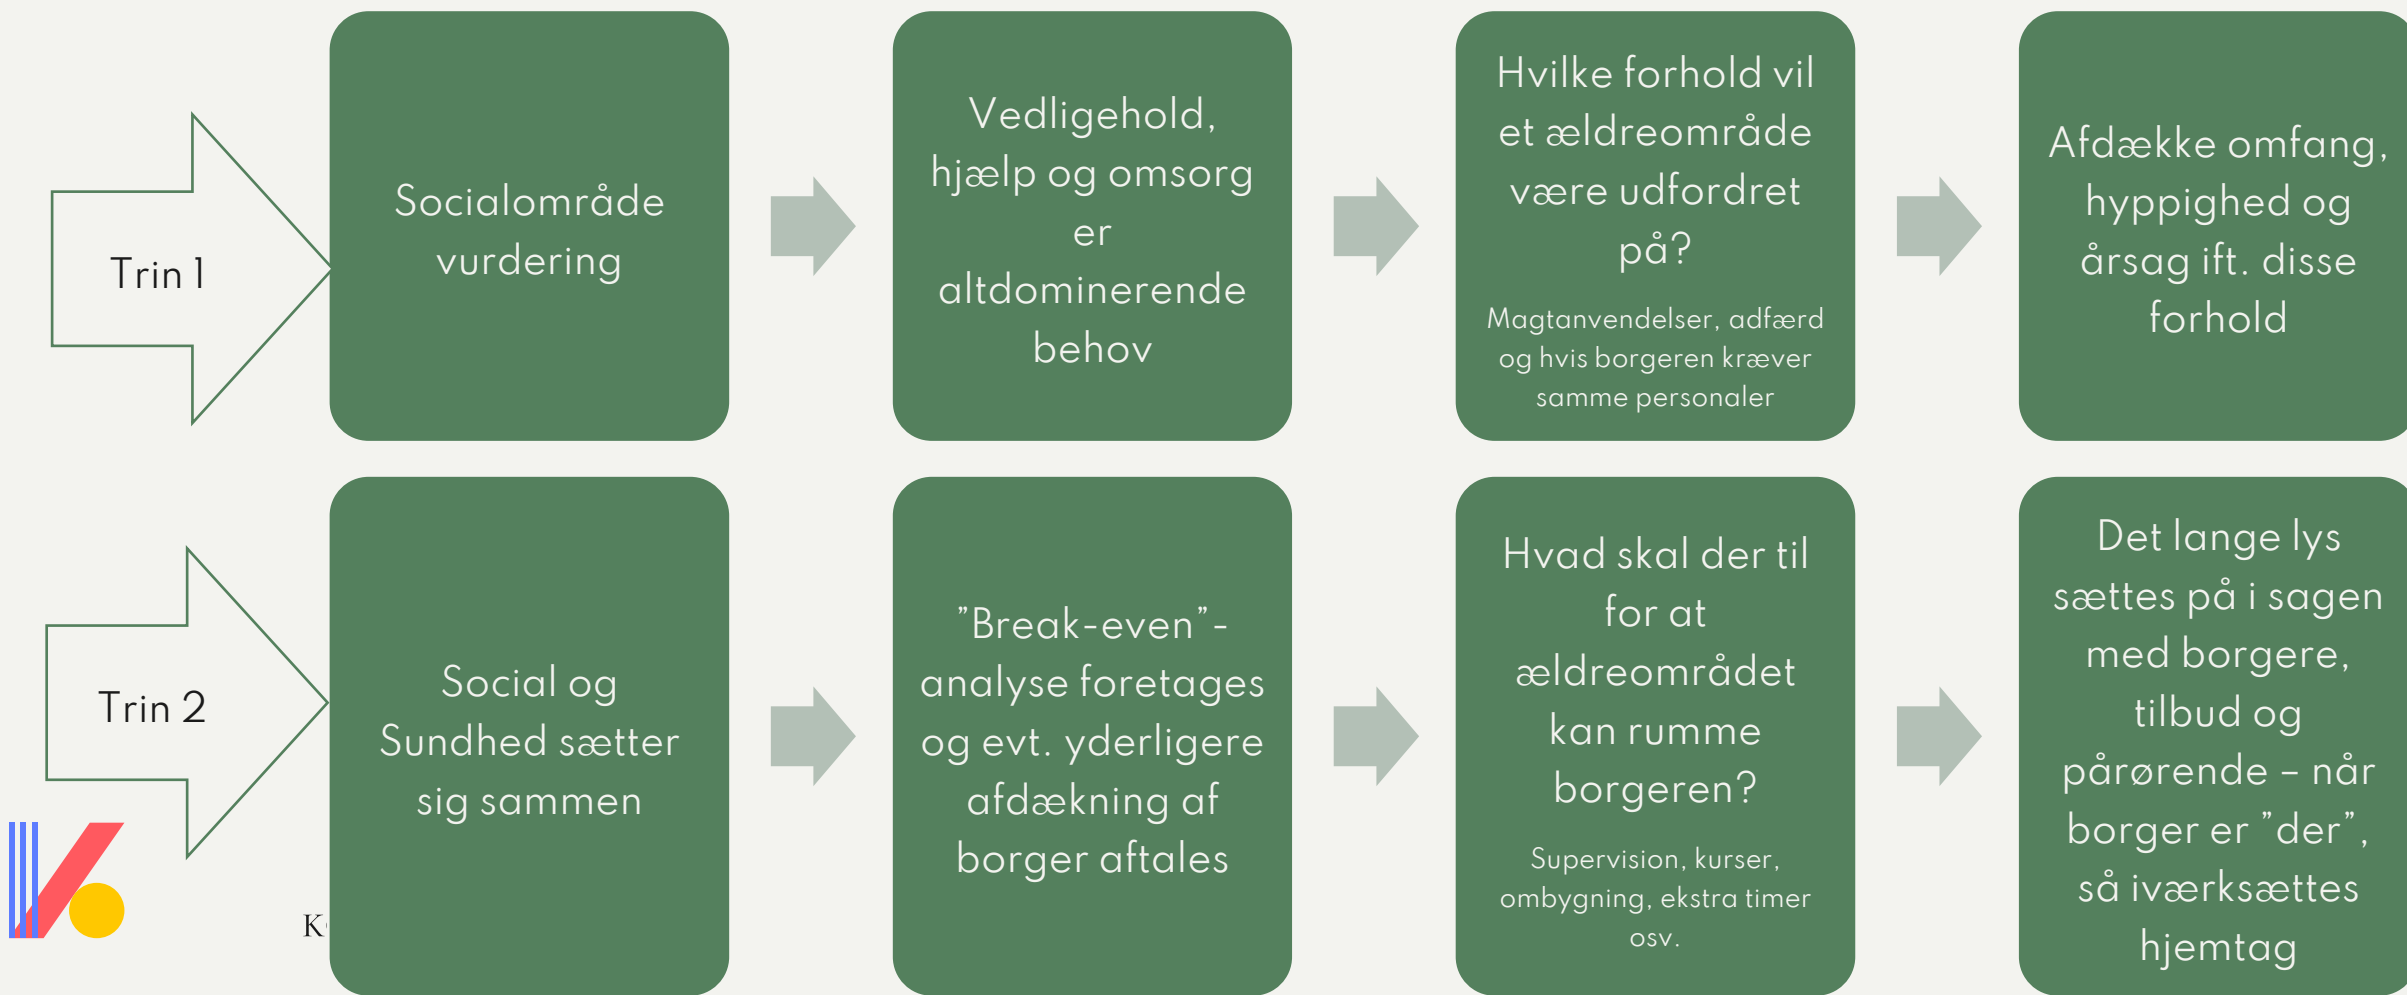 Trin 1
Socialområde
vurdering
Vedligehold,
hjælp og omsorg
er
altdominerende
behov
Hvilke forhold vil
et ældreområde
være udfordret
på?
Magtanvendelser, adfærd
og hvis borgeren kræver
samme personaler
Afdække omfang,
hyppighed og
årsag ift. disse
forhold
Trin 2
Social og
Sundhed sætter
sig sammen
”Break-even”-
analyse foretages
og evt. yderligere
afdækning af
borger aftales
Hvad skal der til
for at
ældreområdet
kan rumme
borgeren?
Supervision, kurser,
ombygning, ekstra timer
osv.
Det lange lys
sættes på i sagen
med borgere,
tilbud og
pårørende – når
borger er ”der”,
så iværksættes
hjemtag